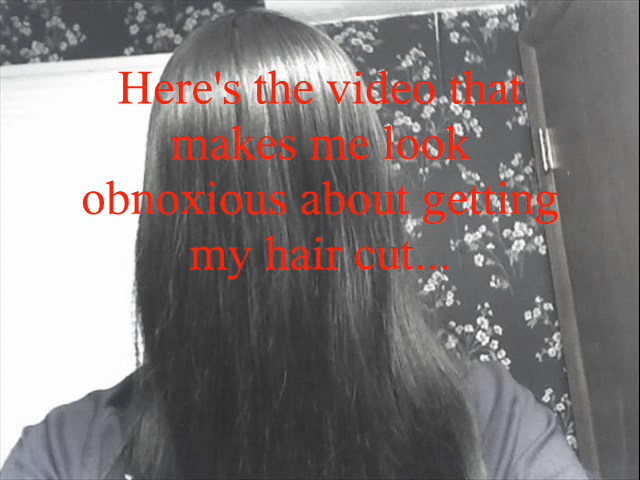 Here's the video that
makes me look
obnoxious about getting
my hair cut...